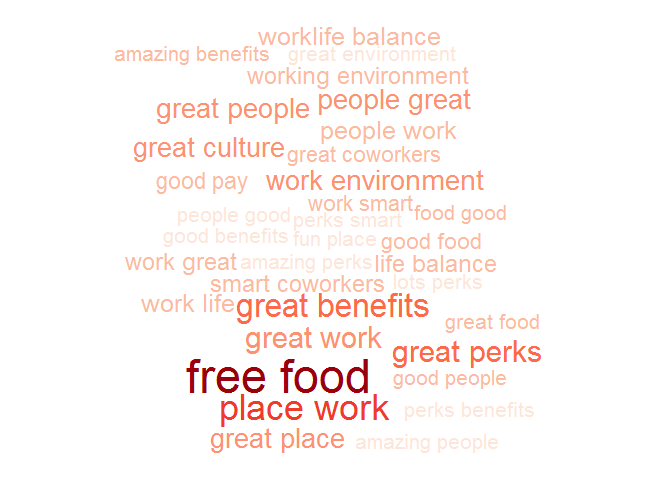 worklife balance
amazing benefits great environment
working environment
great people people great
people work
great culture great coworkers
good pay work environment
work smart
people good perks smart food good
good benefits fun place good food
work great amazing perks life balance
smart coworkers lots perks
work life great benefits
great food
great work
great perks
free food good people
place work perks benefits
great place amazing people